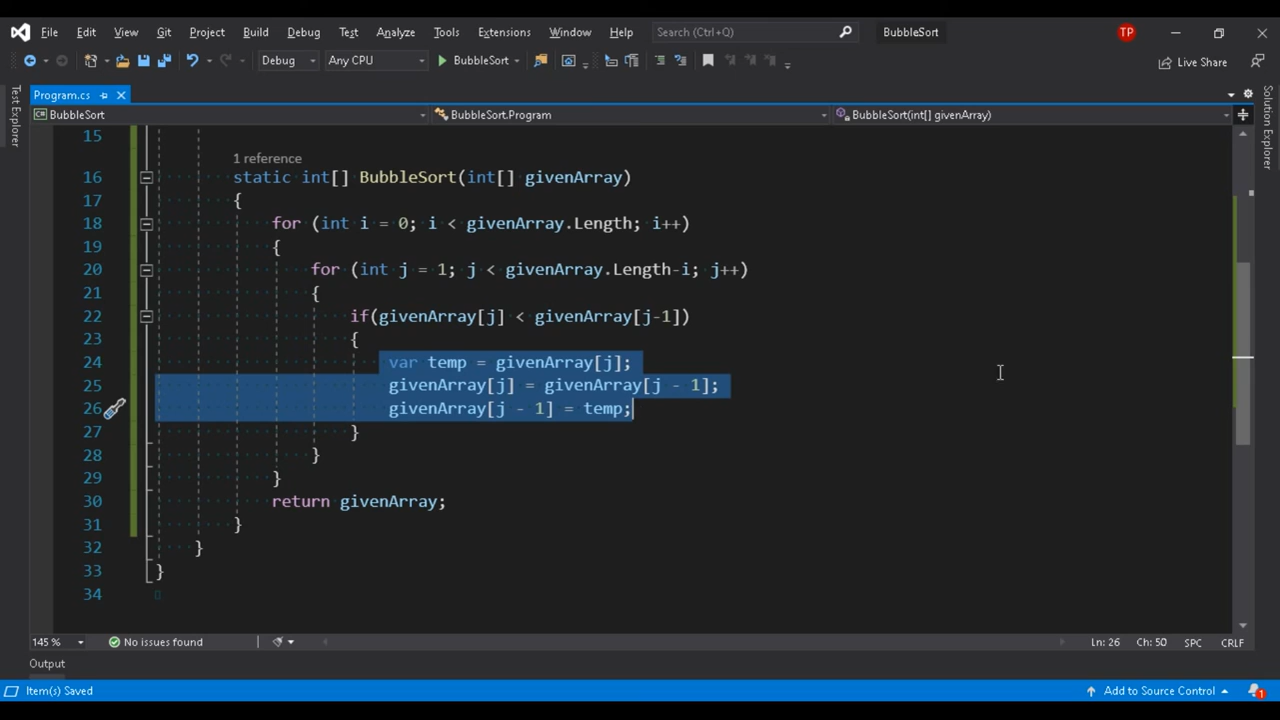 File Edit View Git Project Build Debug Test Analyze Tools Extensions Window Help Search (Ctrl+Q) BubbleSort TP
Debug Any CPU BubbleSort Live Share
Program.cs
BubbleSort BubbleSort.Program BubbleSort(int[] givenArray)
Test Explorer
Solution Explorer
15
1 reference
16 static int[] BubbleSort(int[] givenArray)
17 {
18 for (int i = 0; i < givenArray.Length; i++)
19 {
20 for (int j = 1; j < givenArray.Length-i; j++)
21 {
22 if(givenArray[j] < givenArray[j-1])
23 {
24 var temp = givenArray[j];
25 givenArray[j] = givenArray[j - 1];
26 givenArray[j - 1] = temp;
27 }
28 }
29 }
30 return givenArray;
31 }
32 }
33 }
34
145 % No issues found Ln: 26 Ch: 50 SPC CRLF
Output
Item(s) Saved Add to Source Control 1